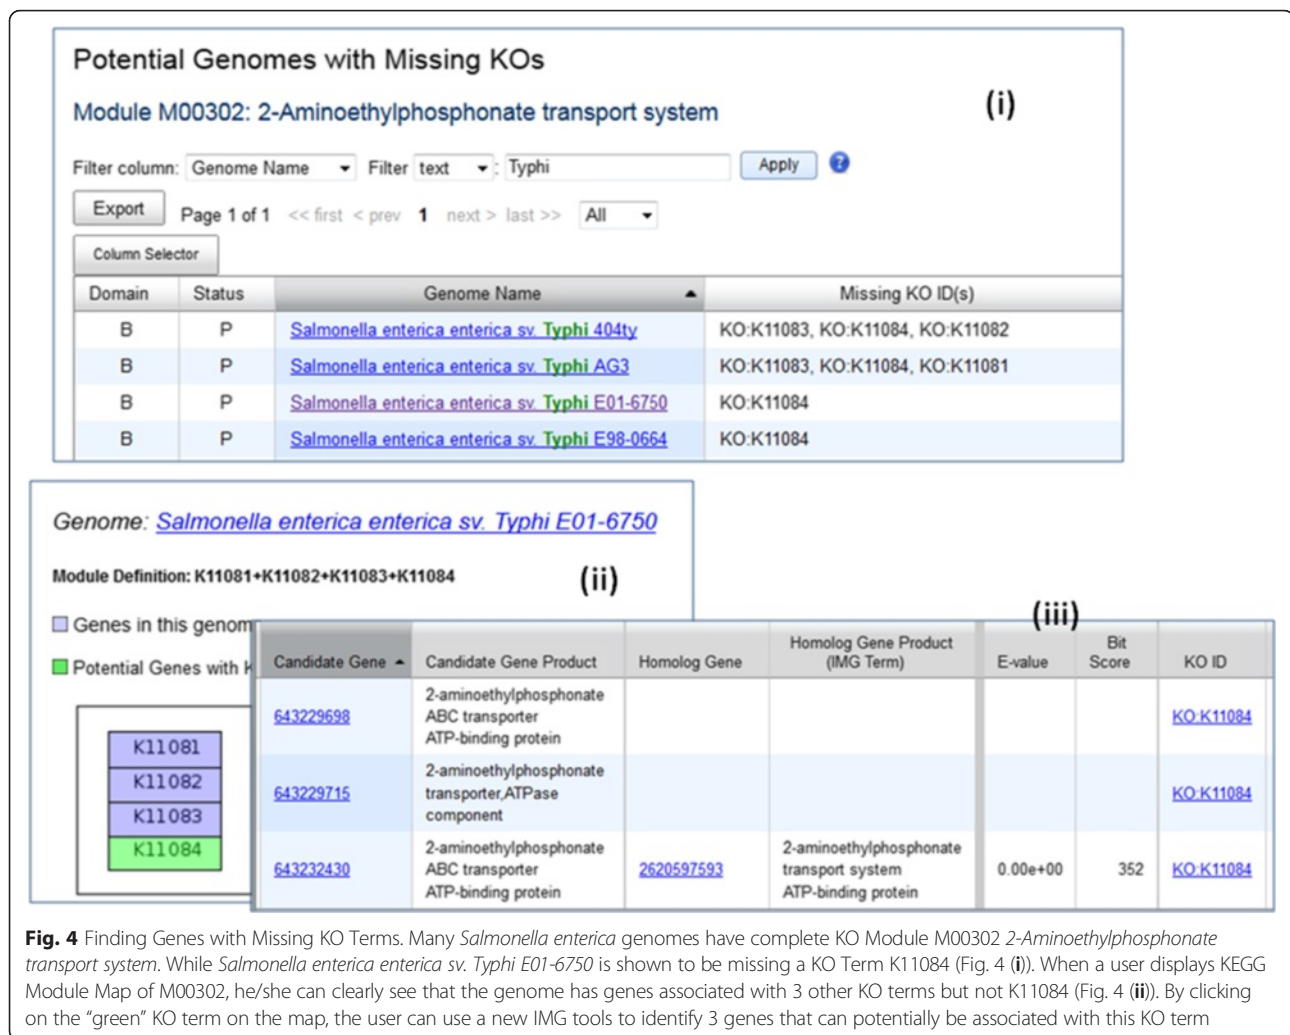 Potential Genomes with Missing KOs
Module M00302: 2-Aminoethylphosphonate transport system
(i)
Filter column: Genome Name Filter text : Typhi Apply ?
Export Page 1 of 1 << first < prev 1 next > last >> All
Column Selector
Domain Status Genome Name Missing KO ID(s)
B P Salmonella enterica enterica sv. Typhi 404ty KO:K11083, KO:K11084, KO:K11082
B P Salmonella enterica enterica sv. Typhi AG3 KO:K11083, KO:K11084, KO:K11081
B P Salmonella enterica enterica sv. Typhi E01-6750 KO:K11084
B P Salmonella enterica enterica sv. Typhi E98-0664 KO:K11084
Genome: Salmonella enterica enterica sv. Typhi E01-6750
Module Definition: K11081+K11082+K11083+K11084
(ii)
Genes in this genom
Potential Genes with K
K11081
K11082
K11083
K11084
(iii)
Candidate Gene Candidate Gene Product Homolog Gene Homolog Gene Product (IMG Term) E-value Bit Score KO ID
643229698 2-aminoethylphosphonate ABC transporter ATP-binding protein KO:K11084
643229715 2-aminoethylphosphonate transporter,ATPase component KO:K11084
643232430 2-aminoethylphosphonate ABC transporter ATP-binding protein 2620597593 2-aminoethylphosphonate transport system ATP-binding protein 0.00e+00 352 KO:K11084
Fig. 4 Finding Genes with Missing KO Terms. Many Salmonella enterica genomes have complete KO Module M00302 2-Aminoethylphosphonate
transport system. While Salmonella enterica enterica sv. Typhi E01-6750 is shown to be missing a KO Term K11084 (Fig. 4 (i)). When a user displays KEGG
Module Map of M00302, he/she can clearly see that the genome has genes associated with 3 other KO terms but not K11084 (Fig. 4 (ii)). By clicking
on the “green” KO term on the map, the user can use a new IMG tools to identify 3 genes that can potentially be associated with this KO term